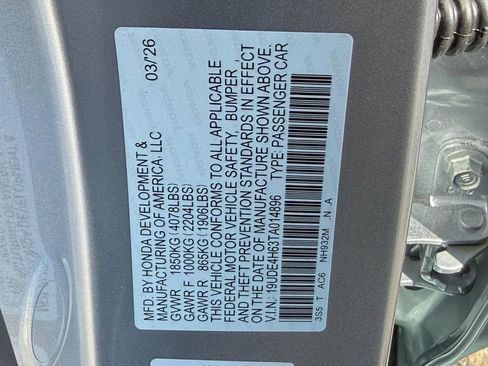 MFD.BY HONDA DEVELOPMENT & 03/26
MANUFACTURING OF AMERICA, LLC
GVWR 1850KG(4078LBS)
GAWR F 1000KG(2204LBS)
GAWR R 865KG(1906LBS)
THIS VEHICLE CONFORMS TO ALL APPLICABLE
FEDERAL MOTOR VEHICLE SAFETY, BUMPER ,
AND THEFT PREVENTION STANDARDS IN EFFECT
ON THE DATE OF MANUFACTURE SHOWN ABOVE.
V.I.N.: 19UDE4H63TA014896 TYPE: PASSENGER CAR
3S5 T AC6 NH932M .N .A